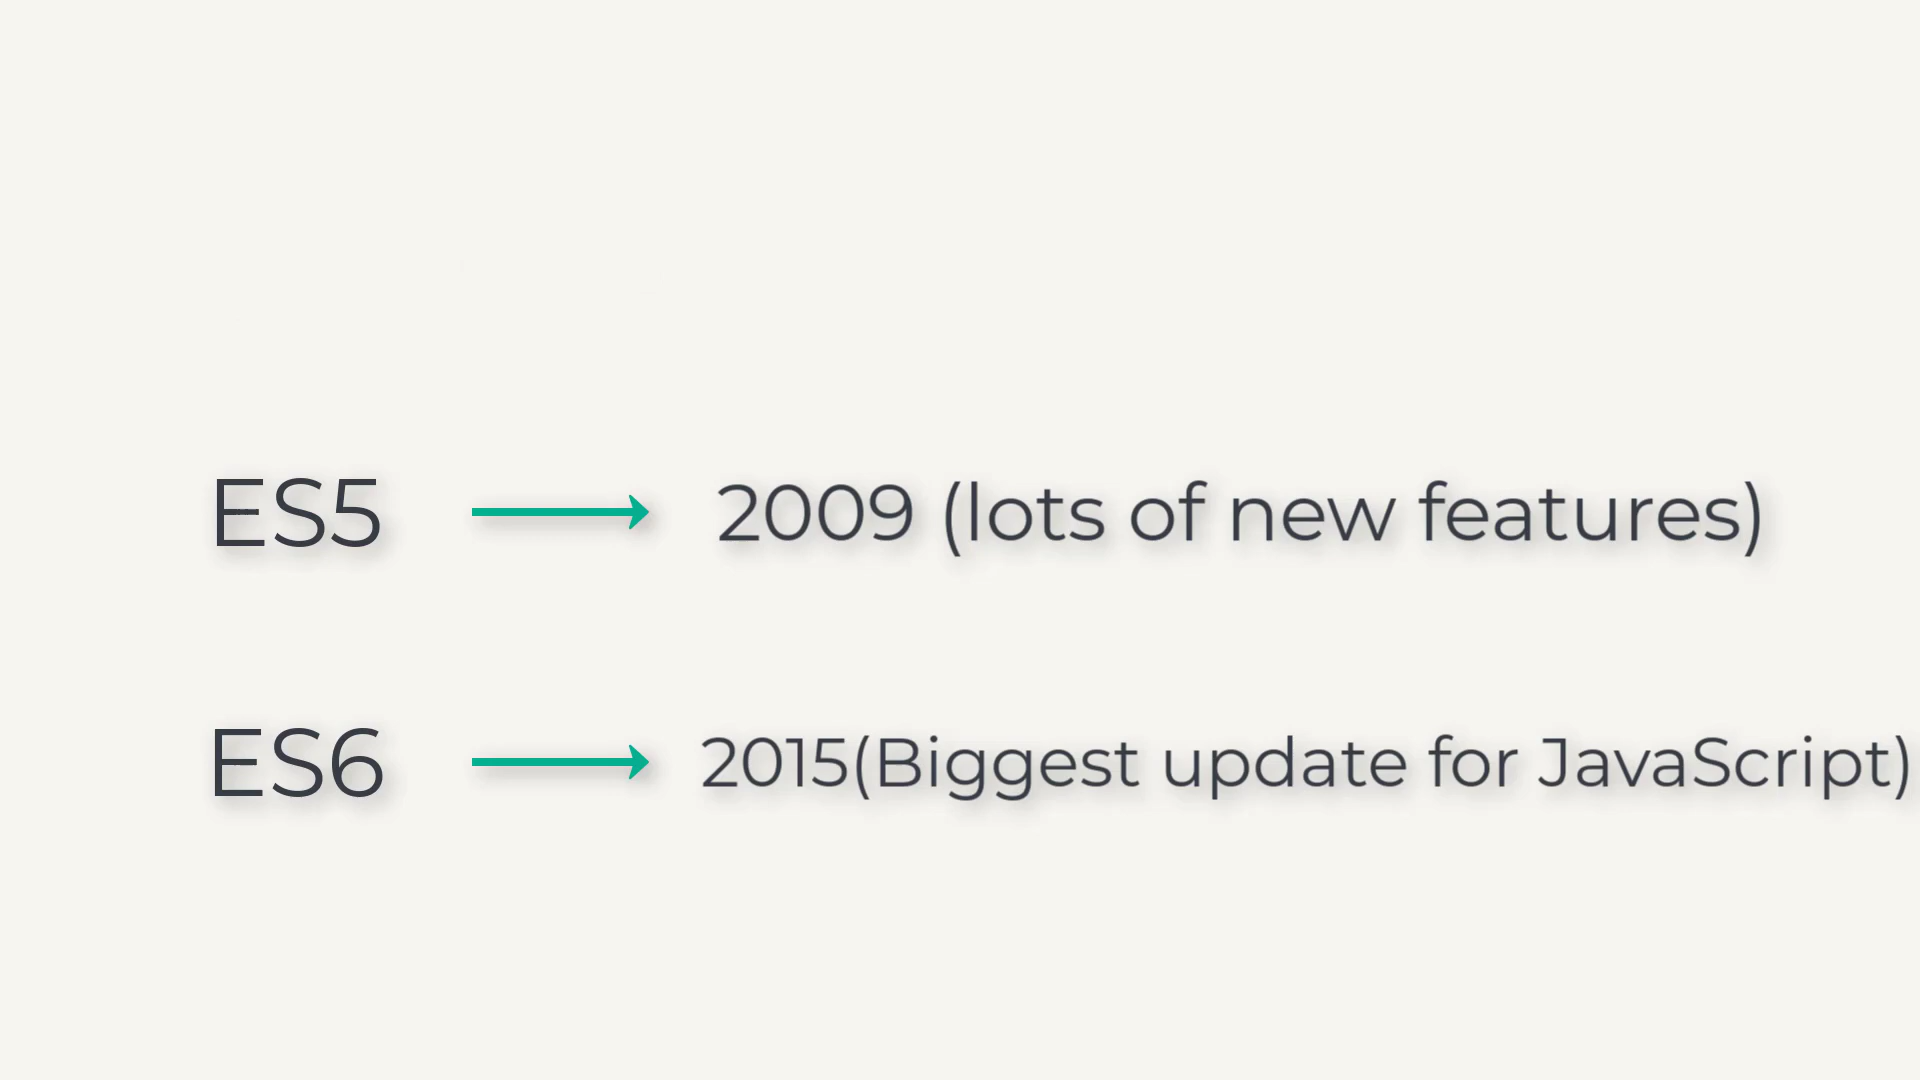 ES5 → 2009 (lots of new features)
ES6 → 2015(Biggest update for JavaScript)